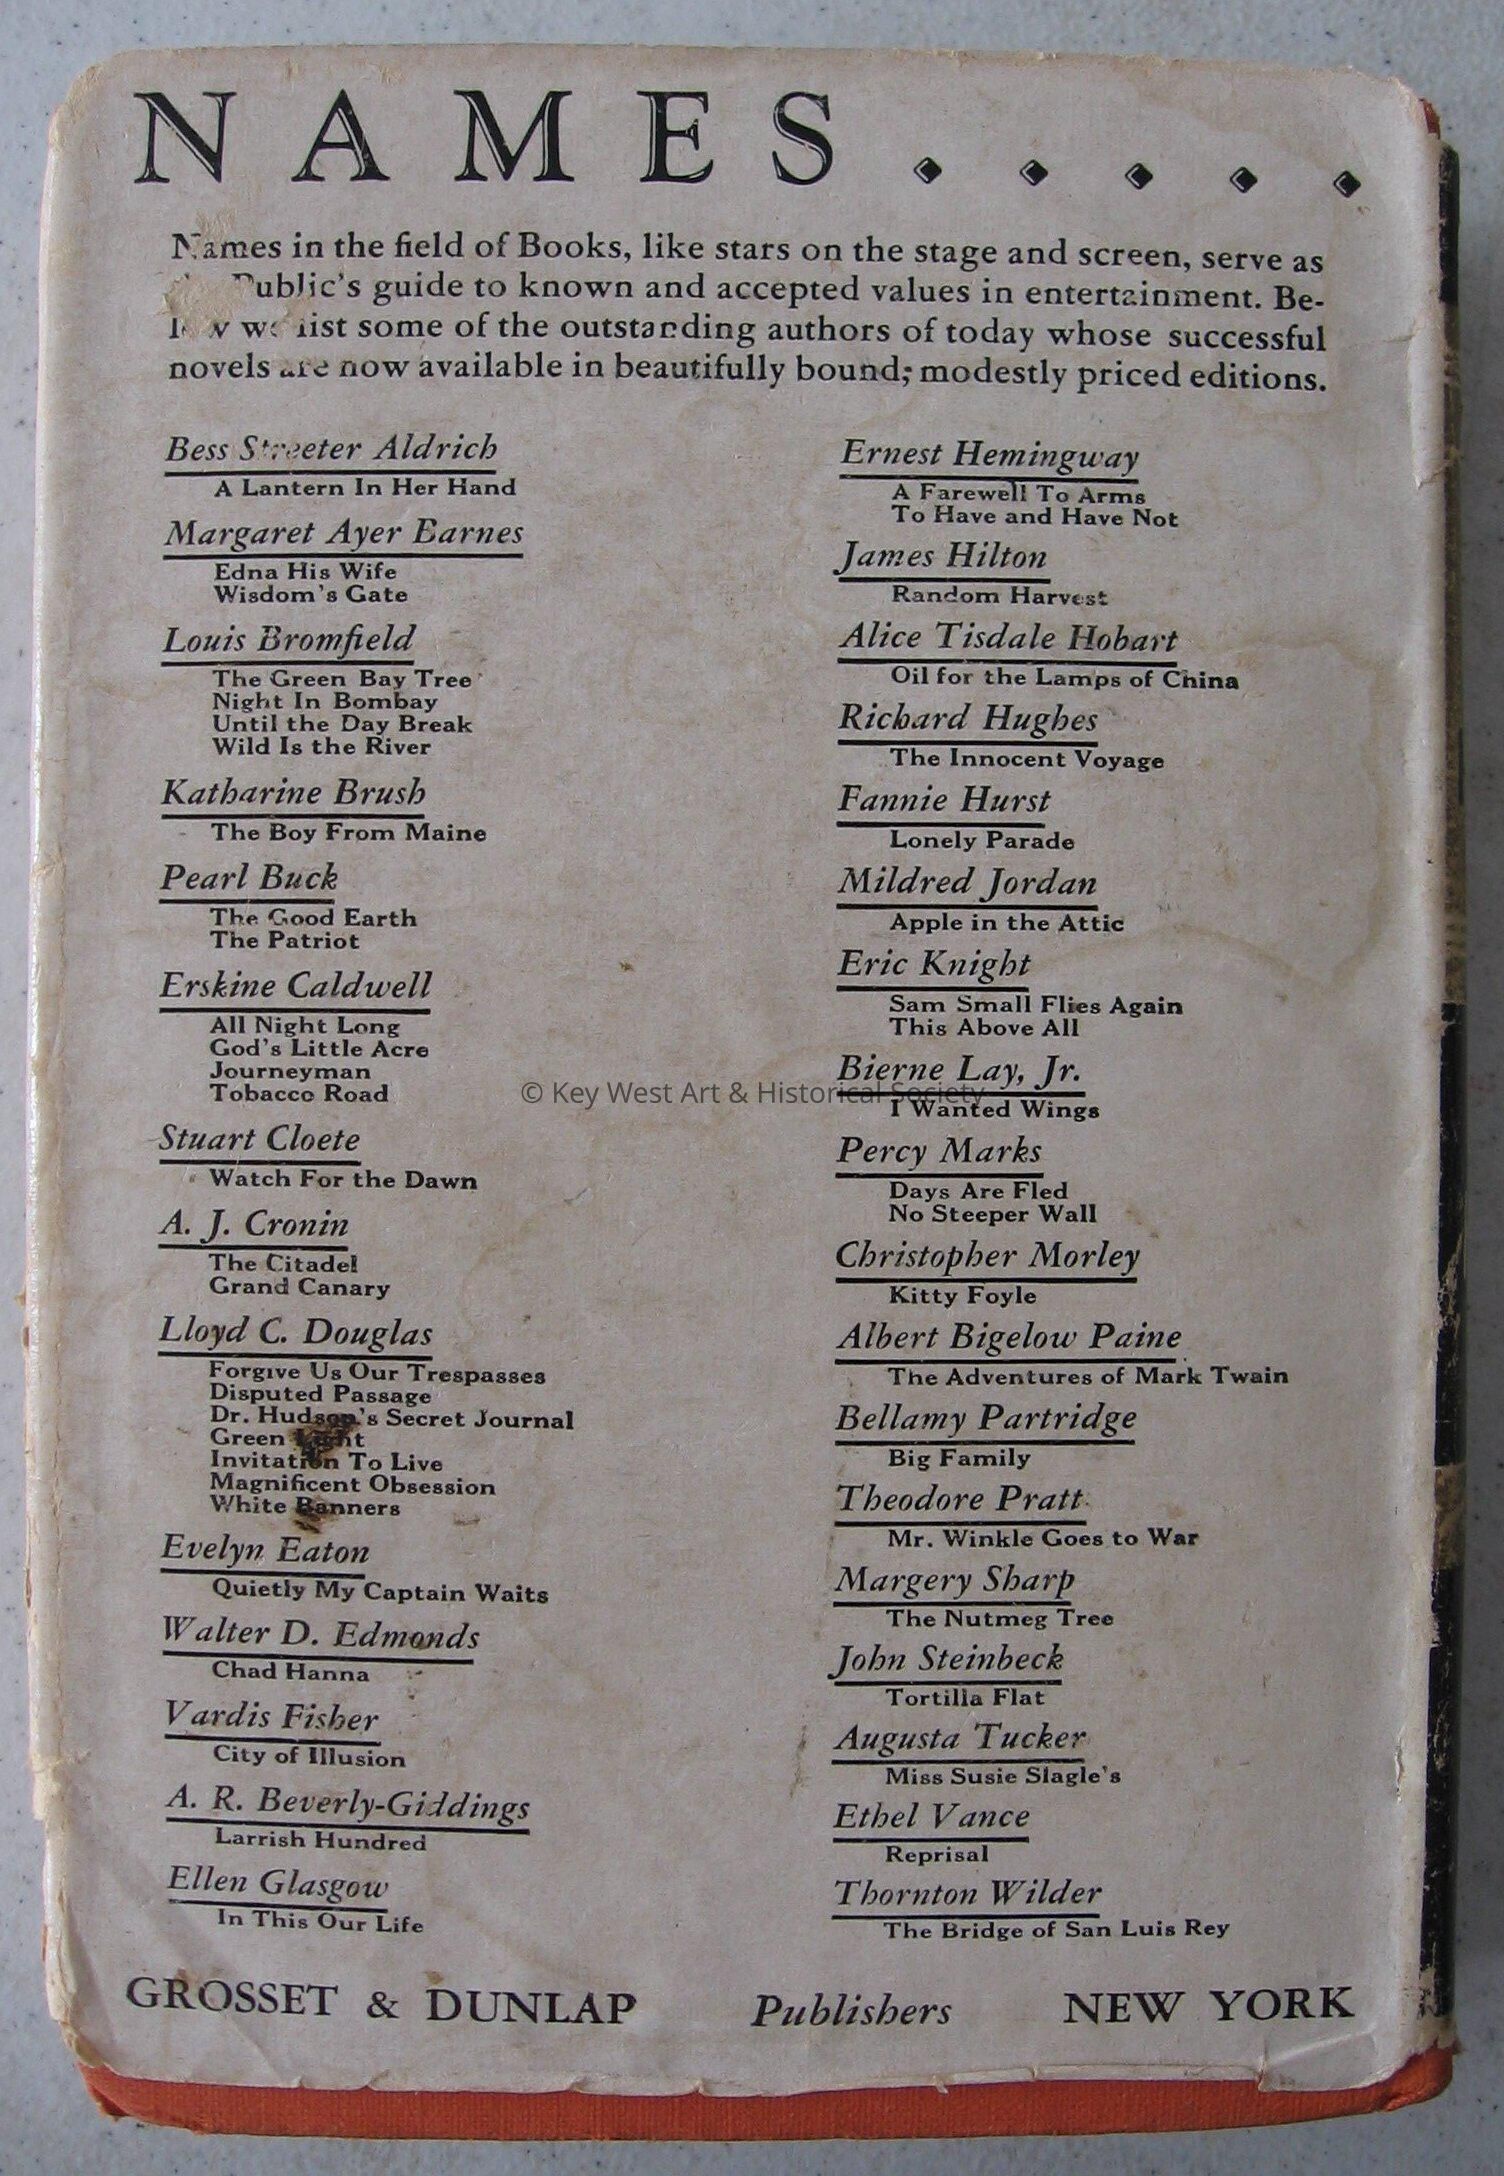 NAMES.....
Names in the field of Books, like stars on the stage and screen, serve as
Public's guide to known and accepted values in entertainment. Be-
low we list some of the outstanding authors of today whose successful
novels are now available in beautifully bound, modestly priced editions.
Bess Streeter Aldrich
A Lantern In Her Hand
Margaret Ayer Barnes
Edna His Wife
Wisdom's Gate
Louis Bromfield
The Green Bay Tree
Night In Bombay
Until the Day Break
Wild Is the River
Katharine Brush
The Boy From Maine
Pearl Buck
The Good Earth
The Patriot
Erskine Caldwell
All Night Long
God's Little Acre
Journeyman
Tobacco Road
Stuart Cloete
Watch For the Dawn
A. J. Cronin
The Citadel
Grand Canary
Lloyd C. Douglas
Forgive Us Our Trespasses
Disputed Passage
Dr. Hudson's Secret Journal
Green Light
Invitation To Live
Magnificent Obsession
White Banners
Evelyn Eaton
Quietly My Captain Waits
Walter D. Edmonds
Chad Hanna
Vardis Fisher
City of Illusion
A. R. Beverly-Giddings
Larrish Hundred
Ellen Glasgow
In This Our Life
Ernest Hemingway
A Farewell To Arms
To Have and Have Not
James Hilton
Random Harvest
Alice Tisdale Hobart
Oil for the Lamps of China
Richard Hughes
The Innocent Voyage
Fannie Hurst
Lonely Parade
Mildred Jordan
Apple in the Attic
Eric Knight
Sam Small Flies Again
This Above All
Bierne Lay, Jr.
I Wanted Wings
Percy Marks
Days Are Fled
No Steeper Wall
Christopher Morley
Kitty Foyle
Albert Bigelow Paine
The Adventures of Mark Twain
Bellamy Partridge
Big Family
Theodore Pratt
Mr. Winkle Goes to War
Margery Sharp
The Nutmeg Tree
John Steinbeck
Tortilla Flat
Augusta Tucker
Miss Susie Slagle's
Ethel Vance
Reprisal
Thornton Wilder
The Bridge of San Luis Rey
GROSSET & DUNLAP Publishers NEW YORK
© Key West Art & Historical Society